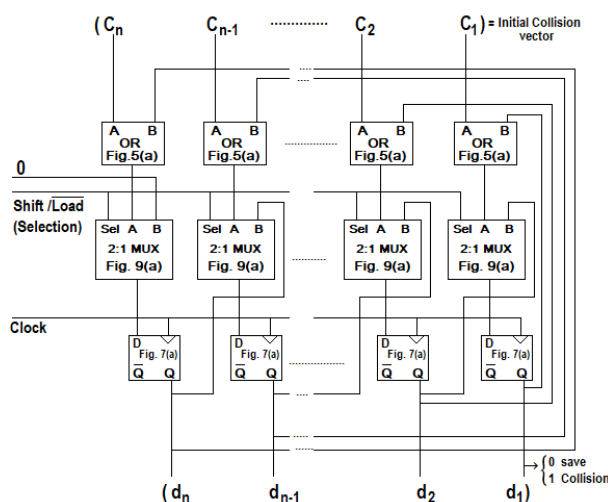 ( Cn Cn-1 ............ C2 C1) = Initial Collision vector
A B A B A B A B
OR OR OR OR
Fig.5(a) Fig.5(a) Fig.5(a) Fig.5(a)
0
Shift /Load
(Selection)
Sel A B Sel A B Sel A B Sel A B
2:1 MUX 2:1 MUX 2:1 MUX 2:1 MUX
Fig. 9(a) Fig. 9(a) Fig. 9(a) Fig. 9(a)
Clock
D D D D
Fig. 7(a) Fig. 7(a) Fig. 7(a) Fig. 7(a)
Q̅ Q Q̅ Q Q̅ Q Q̅ Q
( dn dn-1 d2 d1)
0 save
1 Collision